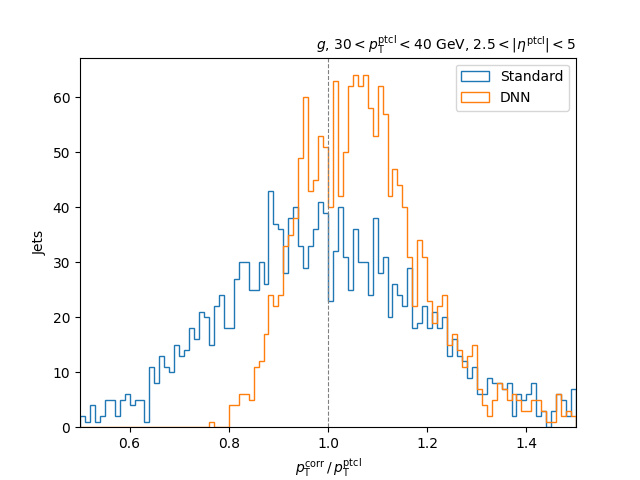 g, 30 < p_T^ptcl < 40 GeV, 2.5 < |η^ptcl| < 5
Standard
DNN
Jets
60
50
40
30
20
10
0
0.6 0.8 1.0 1.2 1.4
p_T^corr / p_T^ptcl